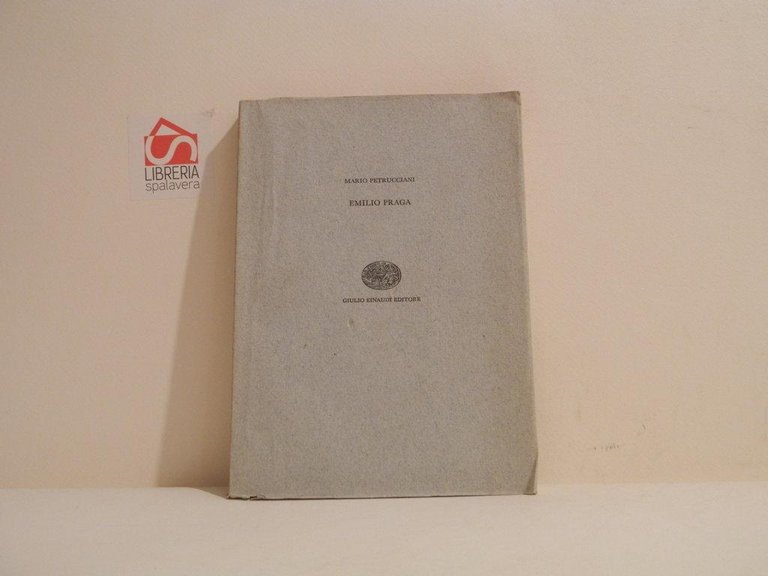 LIBRERIA
spalavera
MARIO PETRUCCIANI
EMILIO PRAGA
GIULIO EINAUDI EDITORE